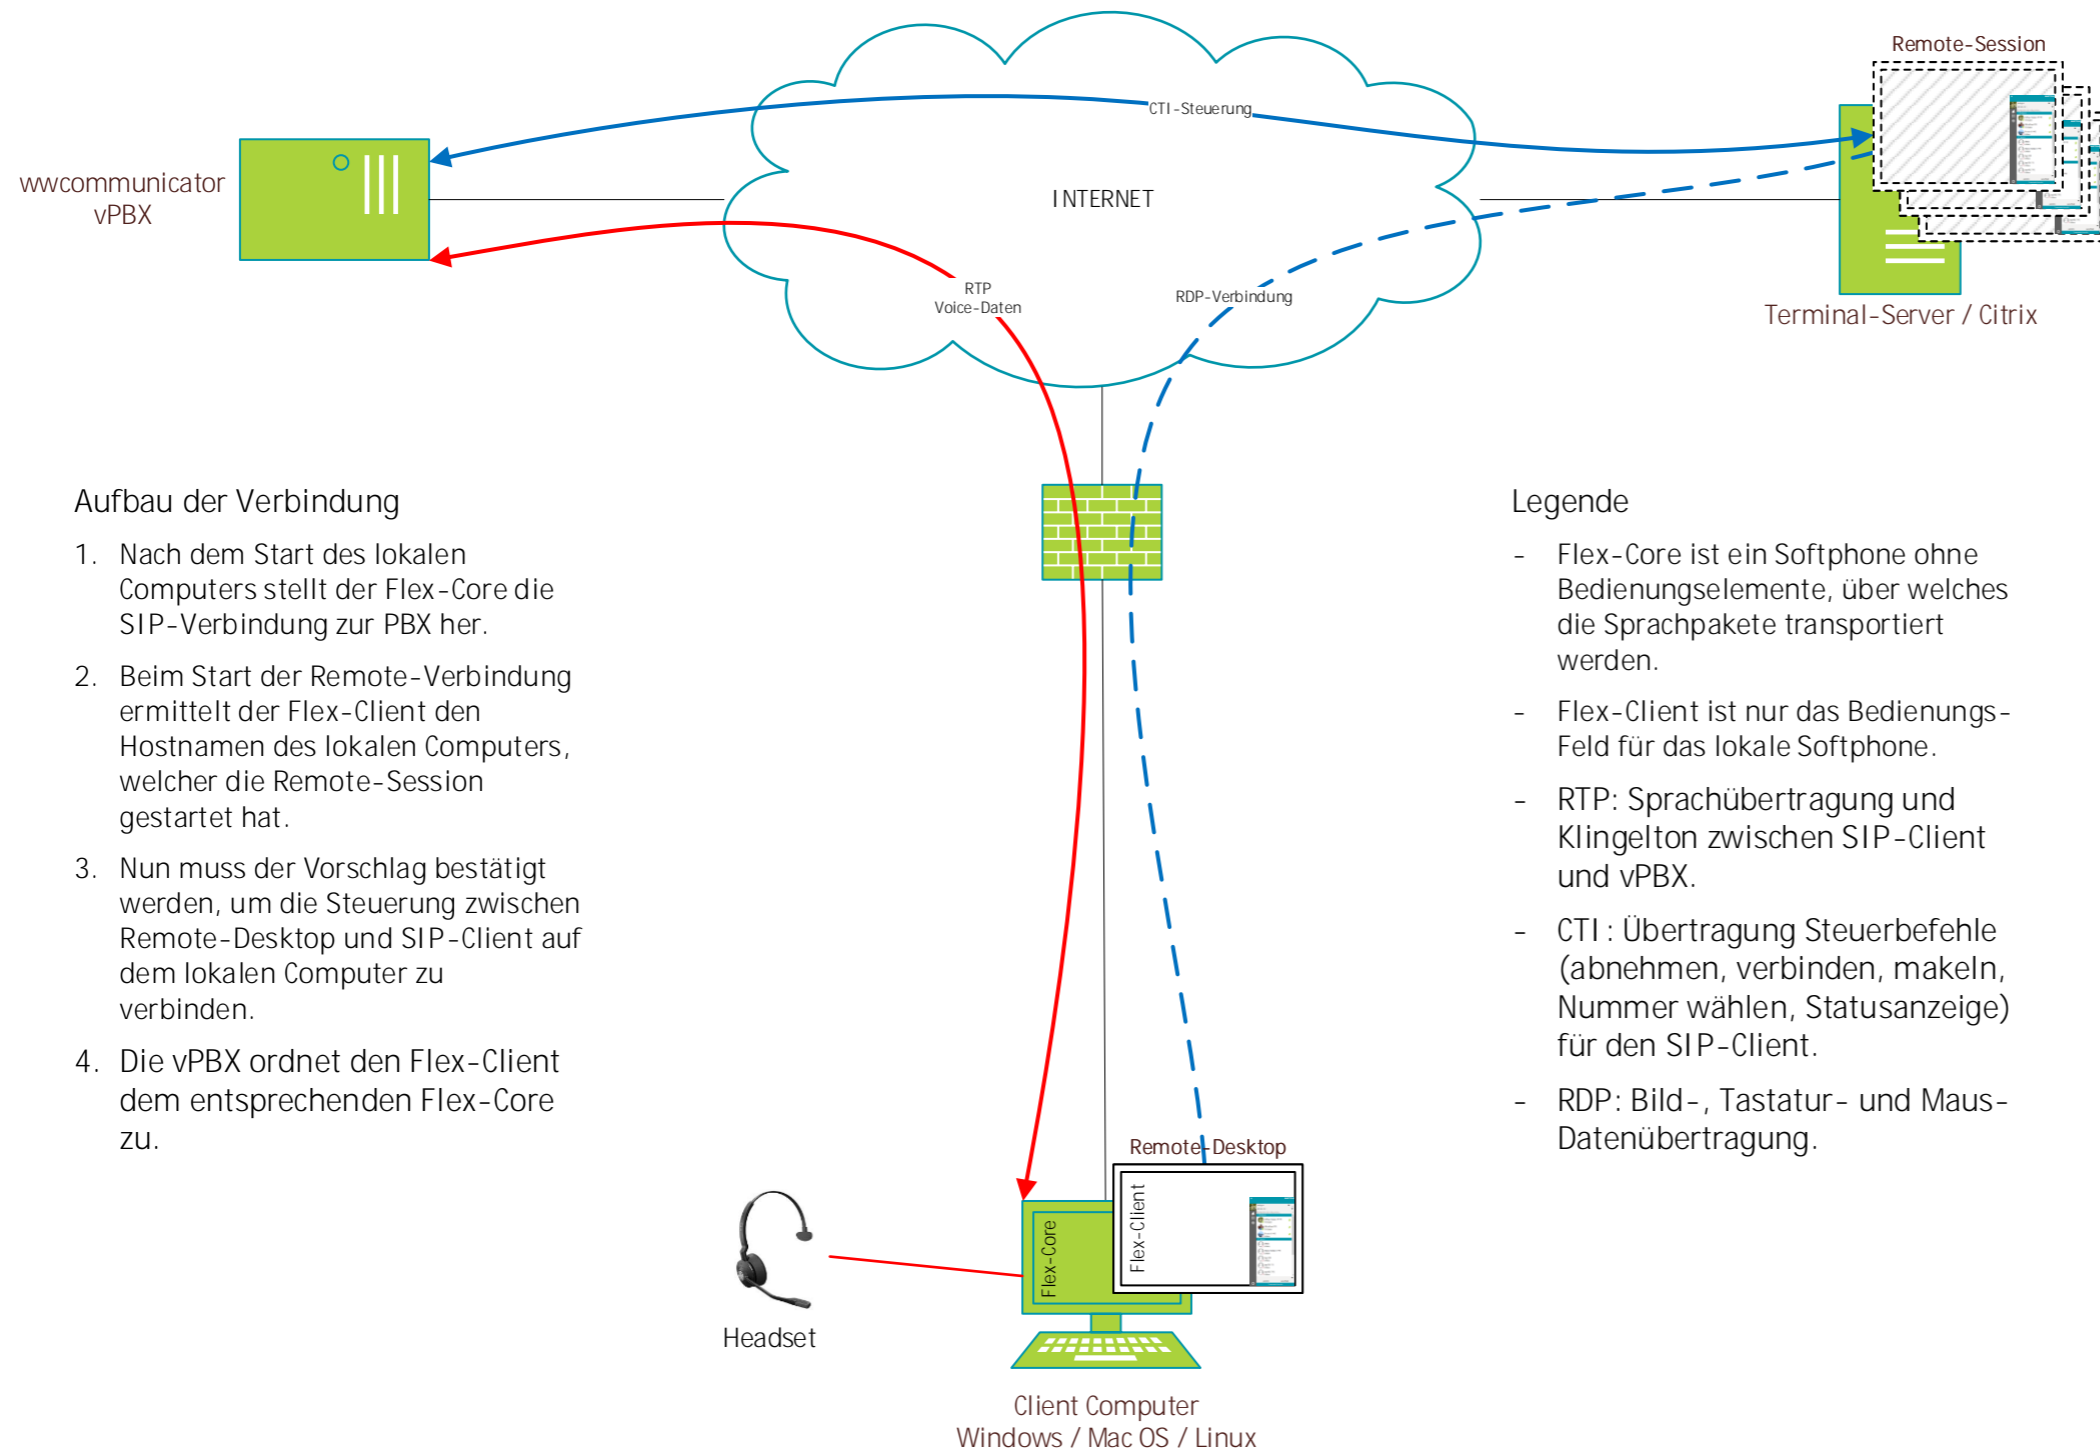 Remote-Session
CTI-Steuerung
wwcommunicator
vPBX
INTERNET
RTP
Voice-Daten
RDP-Verbindung
Terminal-Server / Citrix
Aufbau der Verbindung
1. Nach dem Start des lokalen
Computers stellt der Flex-Core die
SIP-Verbindung zur PBX her.
2. Beim Start der Remote-Verbindung
ermittelt der Flex-Client den
Hostnamen des lokalen Computers,
welcher die Remote-Session
gestartet hat.
3. Nun muss der Vorschlag bestätigt
werden, um die Steuerung zwischen
Remote-Desktop und SIP-Client auf
dem lokalen Computer zu
verbinden.
4. Die vPBX ordnet den Flex-Client
dem entsprechenden Flex-Core
zu.
Legende
- Flex-Core ist ein Softphone ohne
Bedienungselemente, über welches
die Sprachpakete transportiert
werden.
- Flex-Client ist nur das Bedienungs-
Feld für das lokale Softphone.
- RTP: Sprachübertragung und
Klingelton zwischen SIP-Client
und vPBX.
- CTI: Übertragung Steuerbefehle
(abnehmen, verbinden, makeln,
Nummer wählen, Statusanzeige)
für den SIP-Client.
- RDP: Bild-, Tastatur- und Maus-
Datenübertragung.
Remote-Desktop
Flex-Client
Flex-Core
Headset
Client Computer
Windows / Mac OS / Linux